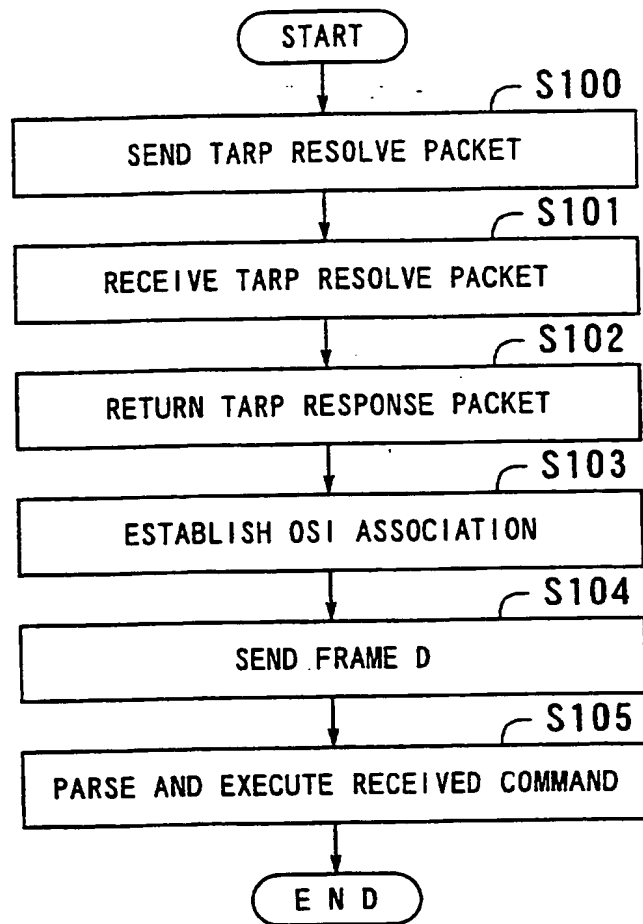 START
S100
SEND TARP RESOLVE PACKET
S101
RECEIVE TARP RESOLVE PACKET
S102
RETURN TARP RESPONSE PACKET
S103
ESTABLISH OSI ASSOCIATION
S104
SEND FRAME D
S105
PARSE AND EXECUTE RECEIVED COMMAND
E N D